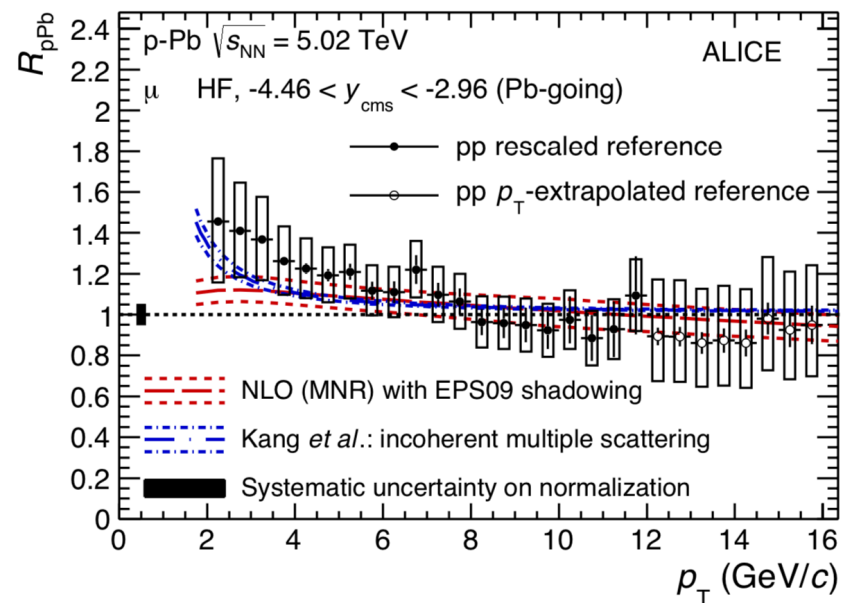 R_pPb
2.4
2.2
2
1.8
1.6
1.4
1.2
1
0.8
0.6
0.4
0.2
0
p-Pb √s_NN = 5.02 TeV
ALICE
μ HF, -4.46 < y_cms < -2.96 (Pb-going)
pp rescaled reference
pp p_T-extrapolated reference
NLO (MNR) with EPS09 shadowing
Kang et al.: incoherent multiple scattering
Systematic uncertainty on normalization
0 2 4 6 8 10 12 14 16
p_T (GeV/c)